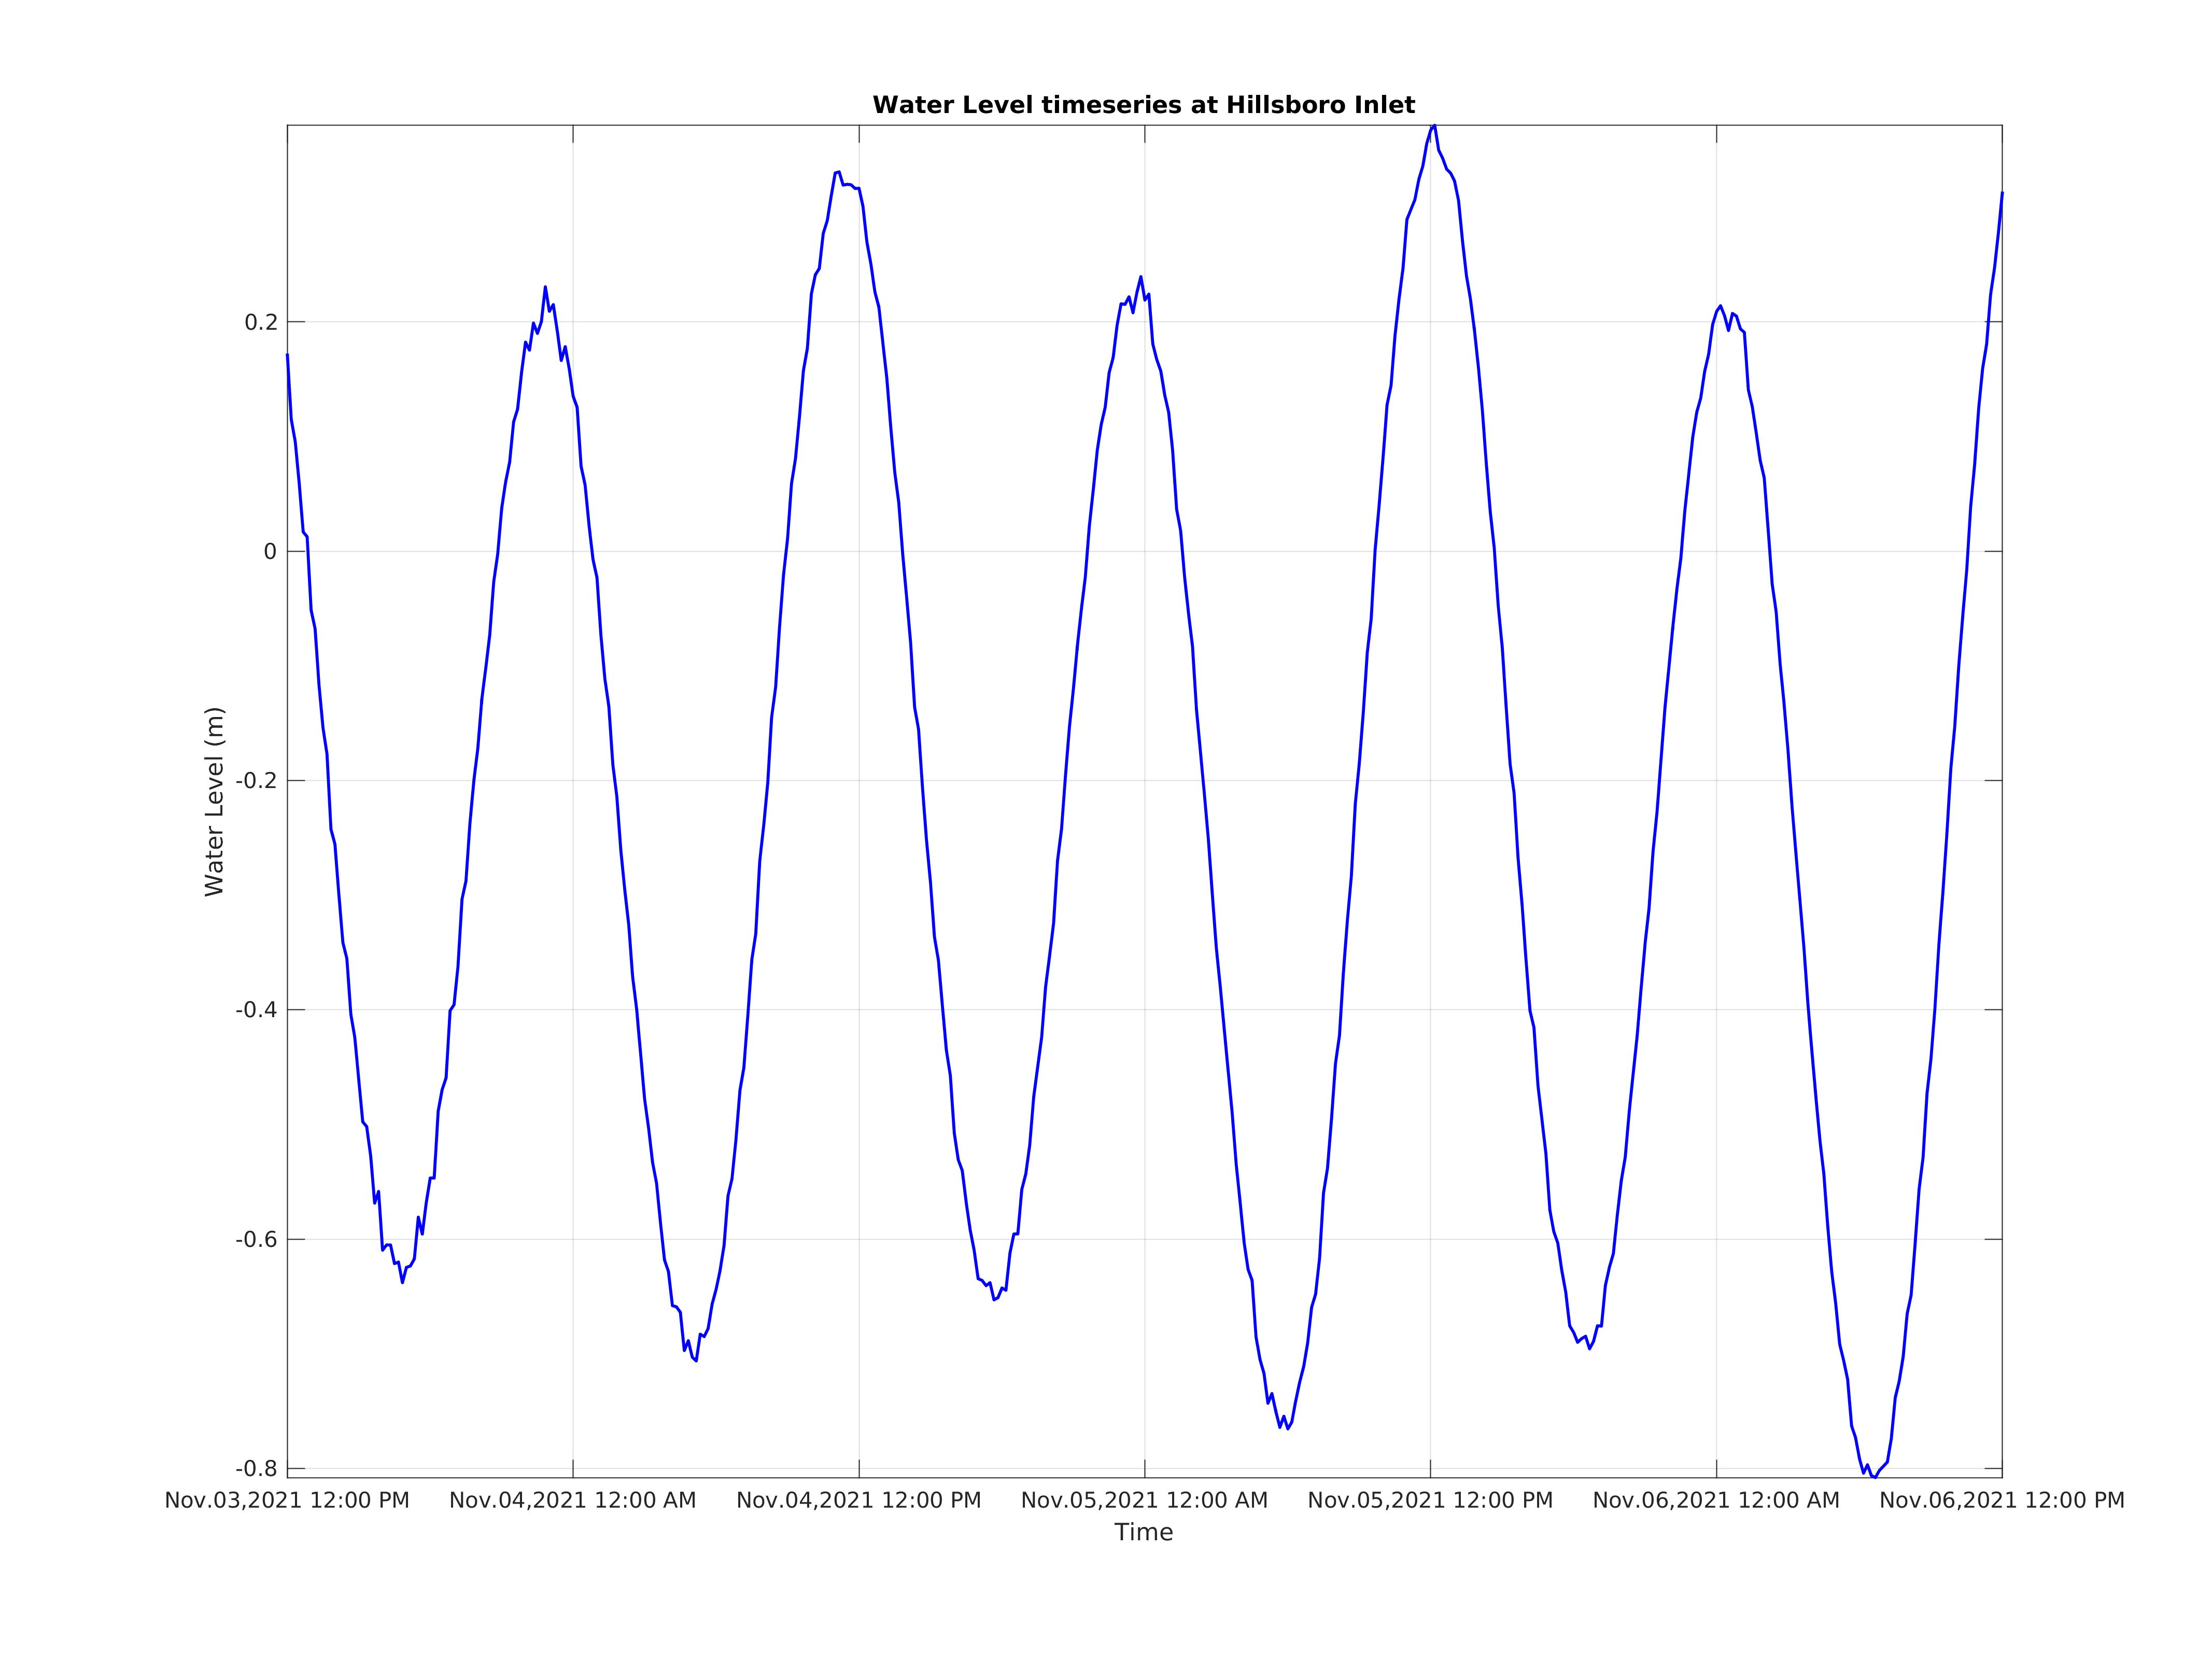 Water Level timeseries at Hillsboro Inlet
Water Level (m)
0.2
0
-0.2
-0.4
-0.6
-0.8
Nov.03,2021 12:00 PM
Nov.04,2021 12:00 AM
Nov.04,2021 12:00 PM
Nov.05,2021 12:00 AM
Nov.05,2021 12:00 PM
Nov.06,2021 12:00 AM
Nov.06,2021 12:00 PM
Time